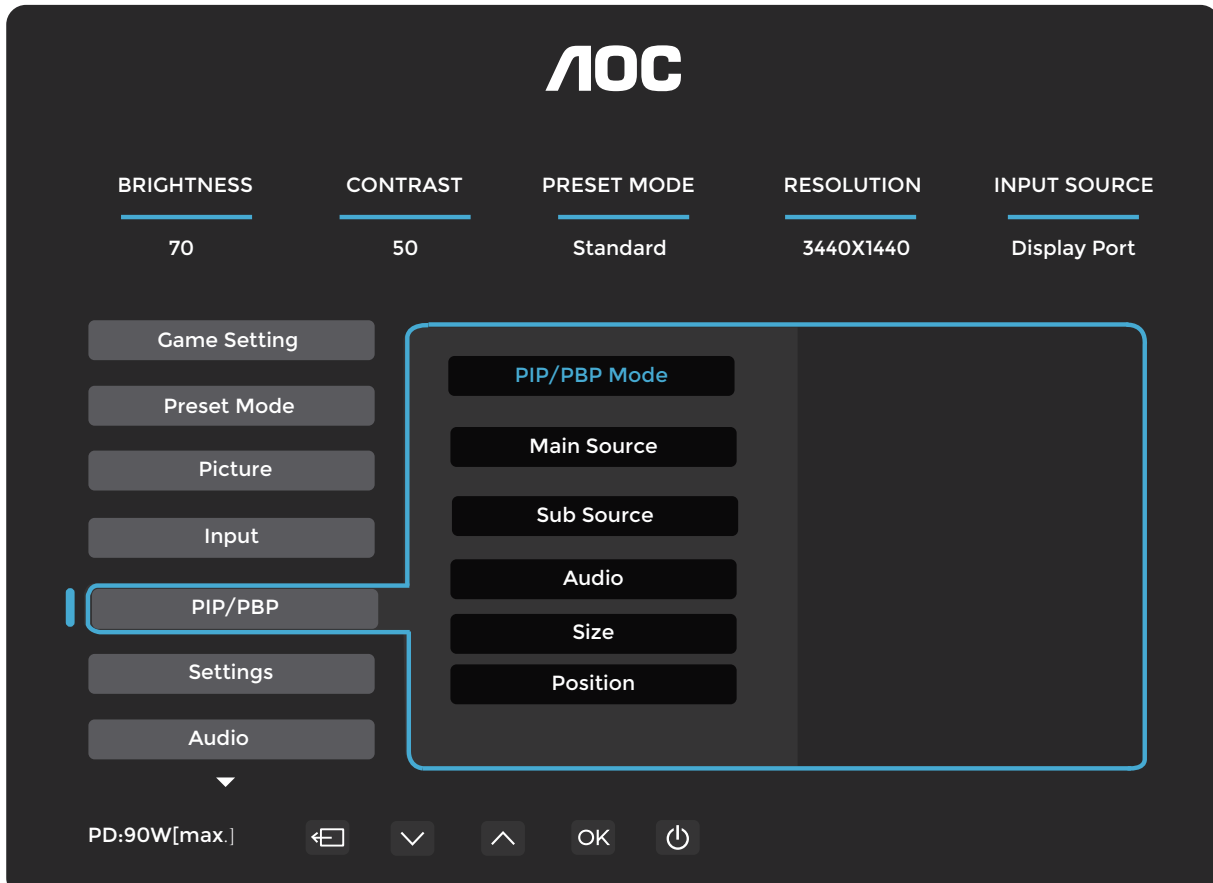 AOC
BRIGHTNESS CONTRAST PRESET MODE RESOLUTION INPUT SOURCE
70 50 Standard 3440X1440 Display Port
Game Setting
Preset Mode
Picture
Input
PIP/PBP
Settings
Audio
PIP/PBP Mode
Main Source
Sub Source
Audio
Size
Position
PD:90W[max.]
OK